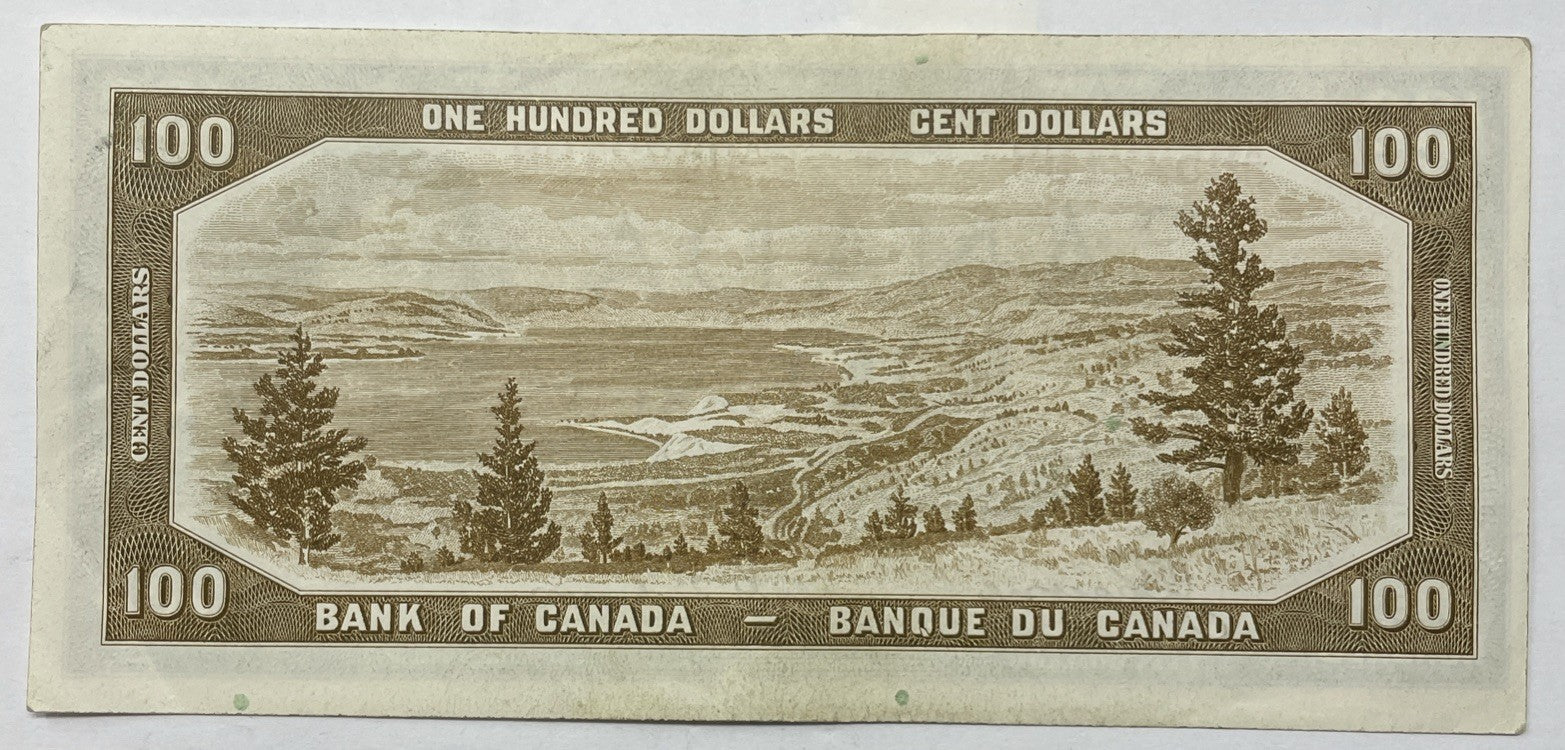 ONE HUNDRED DOLLARS CENT DOLLARS
100
100
CENT DOLLARS
ONE HUNDRED DOLLARS
100
100
BANK OF CANADA — BANQUE DU CANADA